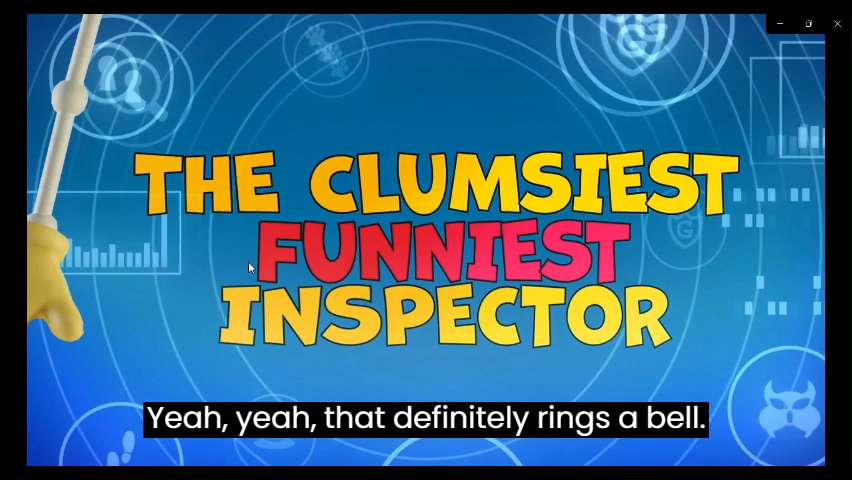 THE CLUMSIEST
FUNNIEST
INSPECTOR
Yeah, yeah, that definitely rings a bell.